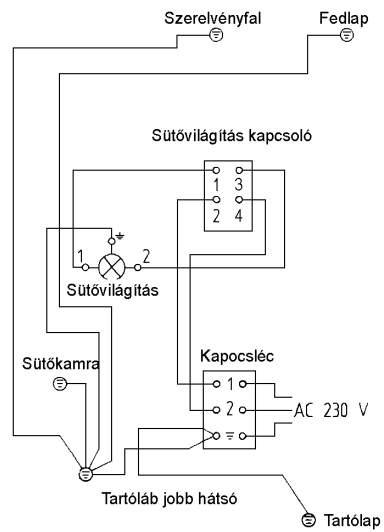 Szerelvényfal Fedlap
Sütővilágítás kapcsoló
1 3
2 4
1 2
Sütővilágítás
Sütőkamra
Kapocsléc
1
2
AC 230 V
Tartóláb jobb hátsó
Tartólap